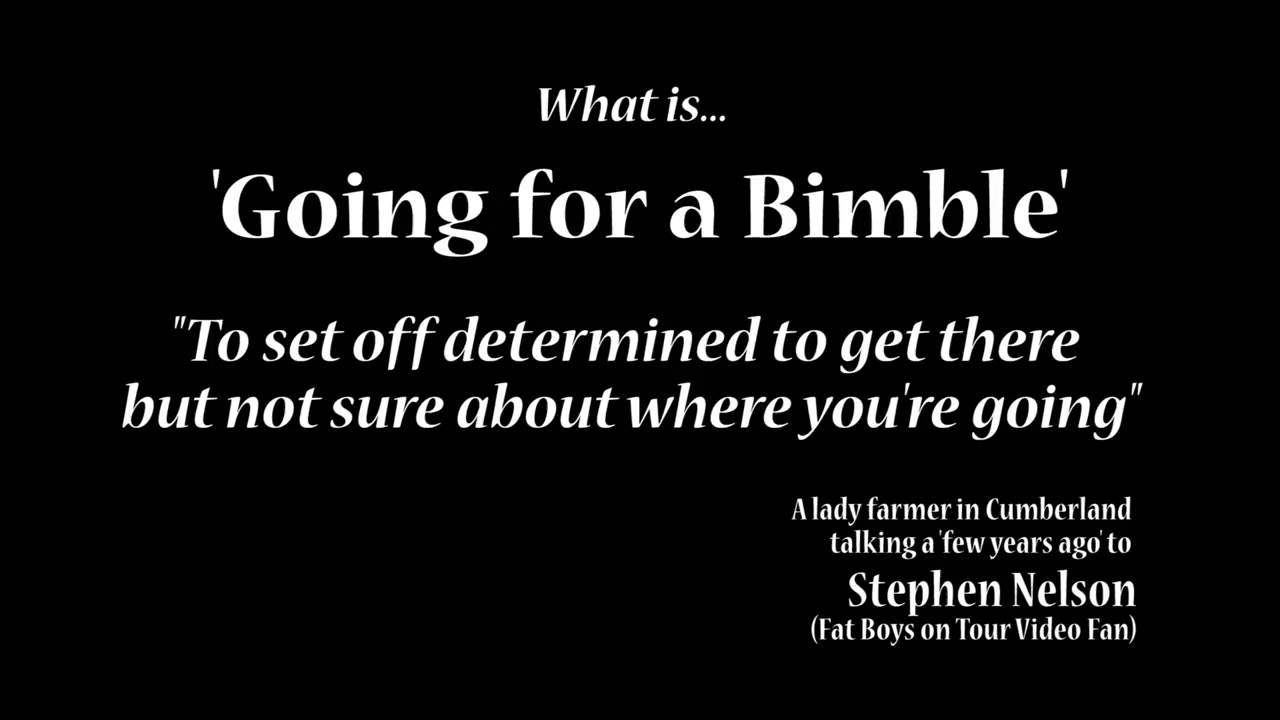 What is...
'Going for a Bimble'
"To set off determined to get there
but not sure about where you're going"
A lady farmer in Cumberland
talking a 'few years ago' to
Stephen Nelson
(Fat Boys on Tour Video Fan)